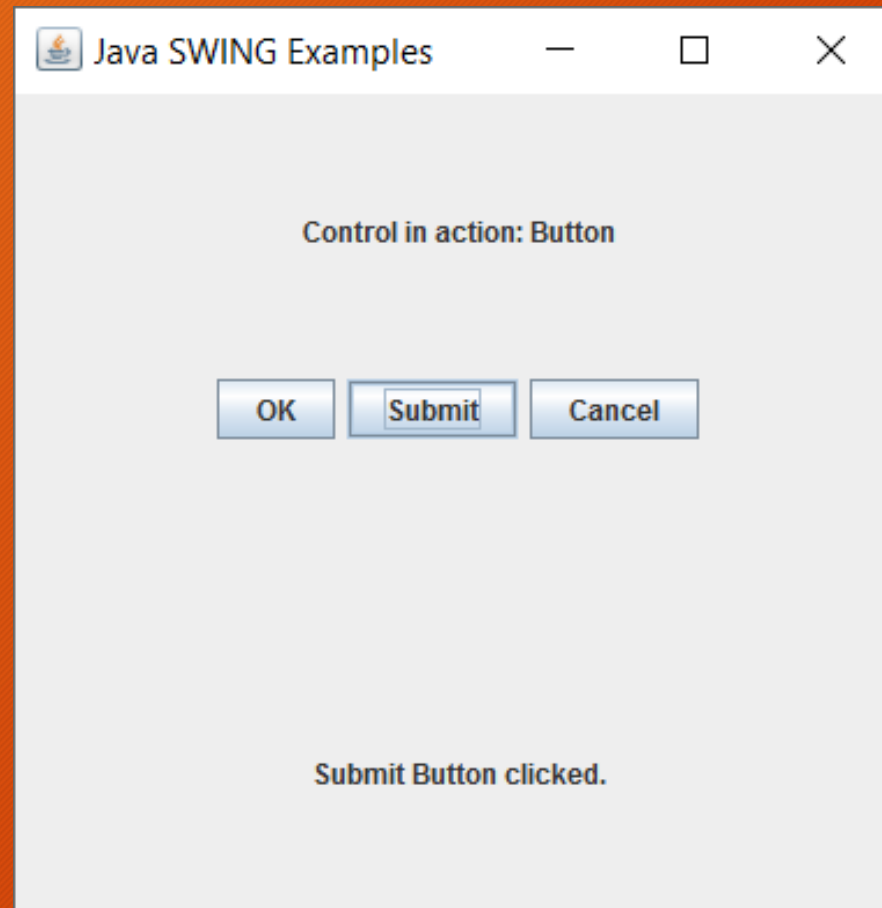 Java SWING Examples
Control in action: Button
OK Submit Cancel
Submit Button clicked.